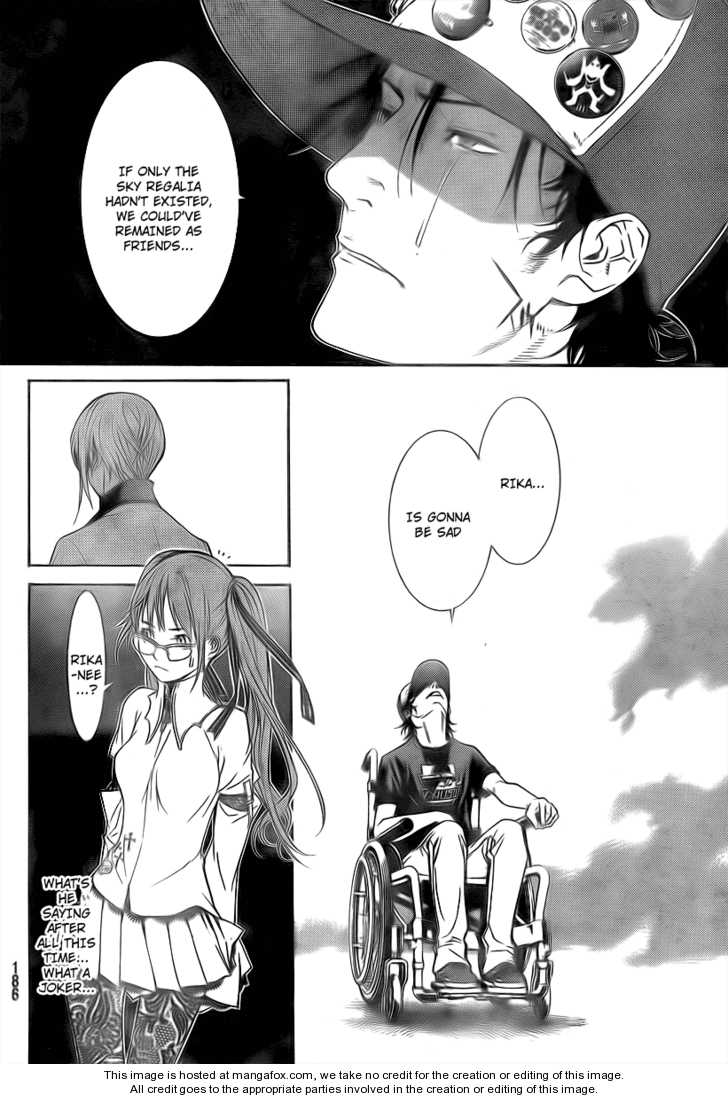 IF ONLY THE
SKY REGALIA
HADN'T EXISTED,
WE COULD'VE
REMAINED AS
FRIENDS...
RIKA...
IS GONNA
BE SAD
RIKA
-NEE
...?
WHAT'S
HE
SAYING
AFTER
ALL THIS
TIME...
WHAT A
JOKER...
186
This image is hosted at mangafox.com, we take no credit for the creation or editing of this image.
All credit goes to the appropriate parties involved in the creation or editing of this image.